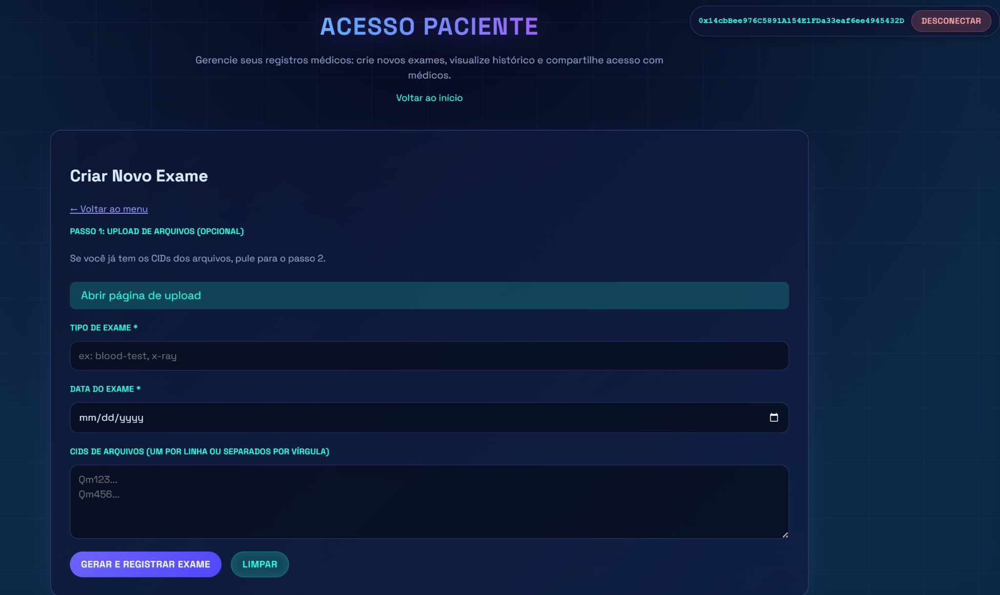 ACESSO PACIENTE
0x14cbBee976C5891A154E1FDa33eaf6ee4945432D
DESCONECTAR
Gerencie seus registros médicos: crie novos exames, visualize histórico e compartilhe acesso com
médicos.
Voltar ao início
Criar Novo Exame
← Voltar ao menu
PASSO 1: UPLOAD DE ARQUIVOS (OPCIONAL)
Se você já tem os CIDs dos arquivos, pule para o passo 2.
Abrir página de upload
TIPO DE EXAME *
ex: blood-test, x-ray
DATA DO EXAME *
mm/dd/yyyy
CIDS DE ARQUIVOS (UM POR LINHA OU SEPARADOS POR VÍRGULA)
Qm123...
Qm456...
GERAR E REGISTRAR EXAME
LIMPAR